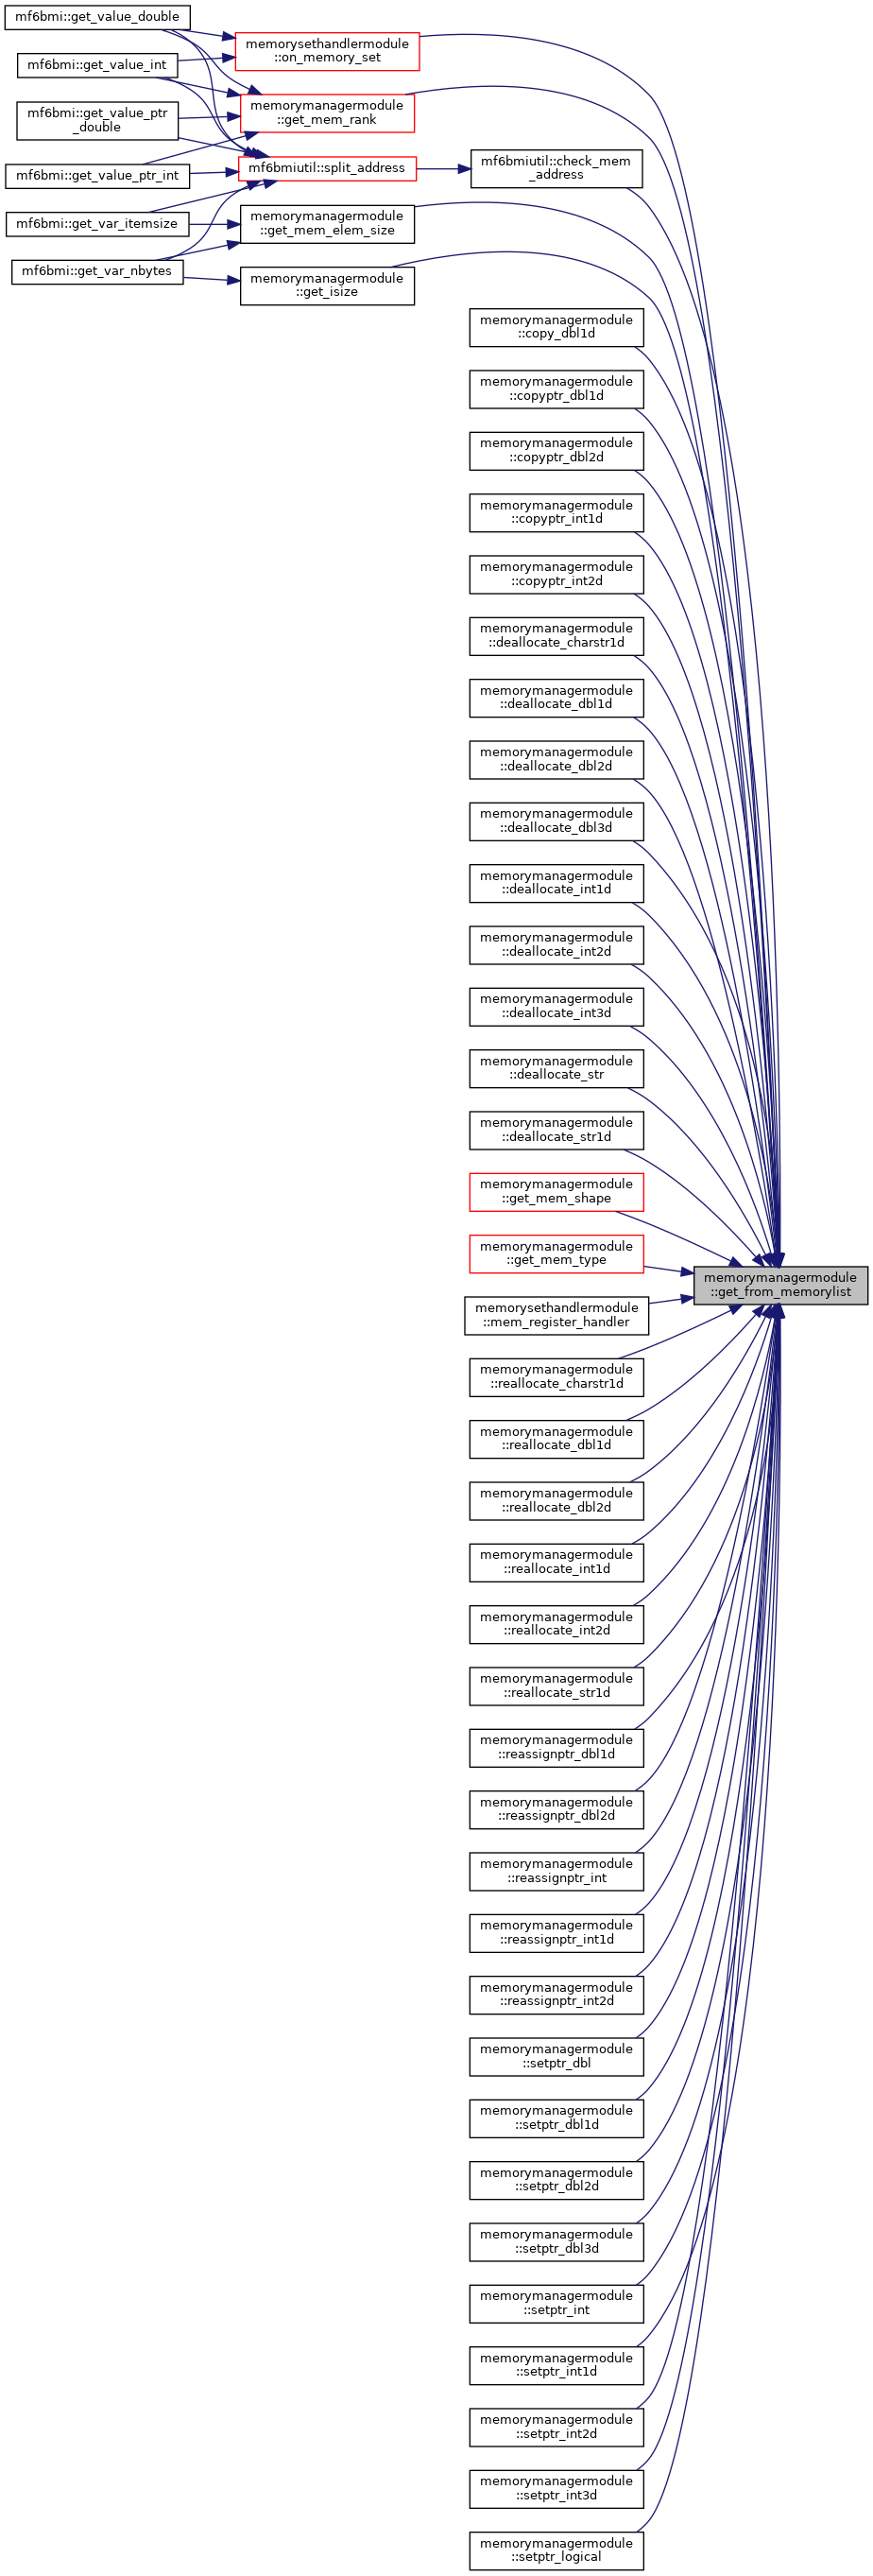 mf6bmi::get_value_double
mf6bmi::get_value_int
mf6bmi::get_value_ptr
_double
mf6bmi::get_value_ptr_int
mf6bmi::get_var_itemsize
mf6bmi::get_var_nbytes
memorysethandlermodule
::on_memory_set
memorymanagermodule
::get_mem_rank
mf6bmiutil::split_address
memorymanagermodule
::get_mem_elem_size
memorymanagermodule
::get_isize
mf6bmiutil::check_mem
_address
memorymanagermodule
::copy_dbl1d
memorymanagermodule
::copyptr_dbl1d
memorymanagermodule
::copyptr_dbl2d
memorymanagermodule
::copyptr_int1d
memorymanagermodule
::copyptr_int2d
memorymanagermodule
::deallocate_charstr1d
memorymanagermodule
::deallocate_dbl1d
memorymanagermodule
::deallocate_dbl2d
memorymanagermodule
::deallocate_dbl3d
memorymanagermodule
::deallocate_int1d
memorymanagermodule
::deallocate_int2d
memorymanagermodule
::deallocate_int3d
memorymanagermodule
::deallocate_str
memorymanagermodule
::deallocate_str1d
memorymanagermodule
::get_mem_shape
memorymanagermodule
::get_mem_type
memorysethandlermodule
::mem_register_handler
memorymanagermodule
::reallocate_charstr1d
memorymanagermodule
::reallocate_dbl1d
memorymanagermodule
::reallocate_dbl2d
memorymanagermodule
::reallocate_int1d
memorymanagermodule
::reallocate_int2d
memorymanagermodule
::reallocate_str1d
memorymanagermodule
::reassignptr_dbl1d
memorymanagermodule
::reassignptr_dbl2d
memorymanagermodule
::reassignptr_int
memorymanagermodule
::reassignptr_int1d
memorymanagermodule
::reassignptr_int2d
memorymanagermodule
::setptr_dbl
memorymanagermodule
::setptr_dbl1d
memorymanagermodule
::setptr_dbl2d
memorymanagermodule
::setptr_dbl3d
memorymanagermodule
::setptr_int
memorymanagermodule
::setptr_int1d
memorymanagermodule
::setptr_int2d
memorymanagermodule
::setptr_int3d
memorymanagermodule
::setptr_logical
memorymanagermodule
::get_from_memorylist